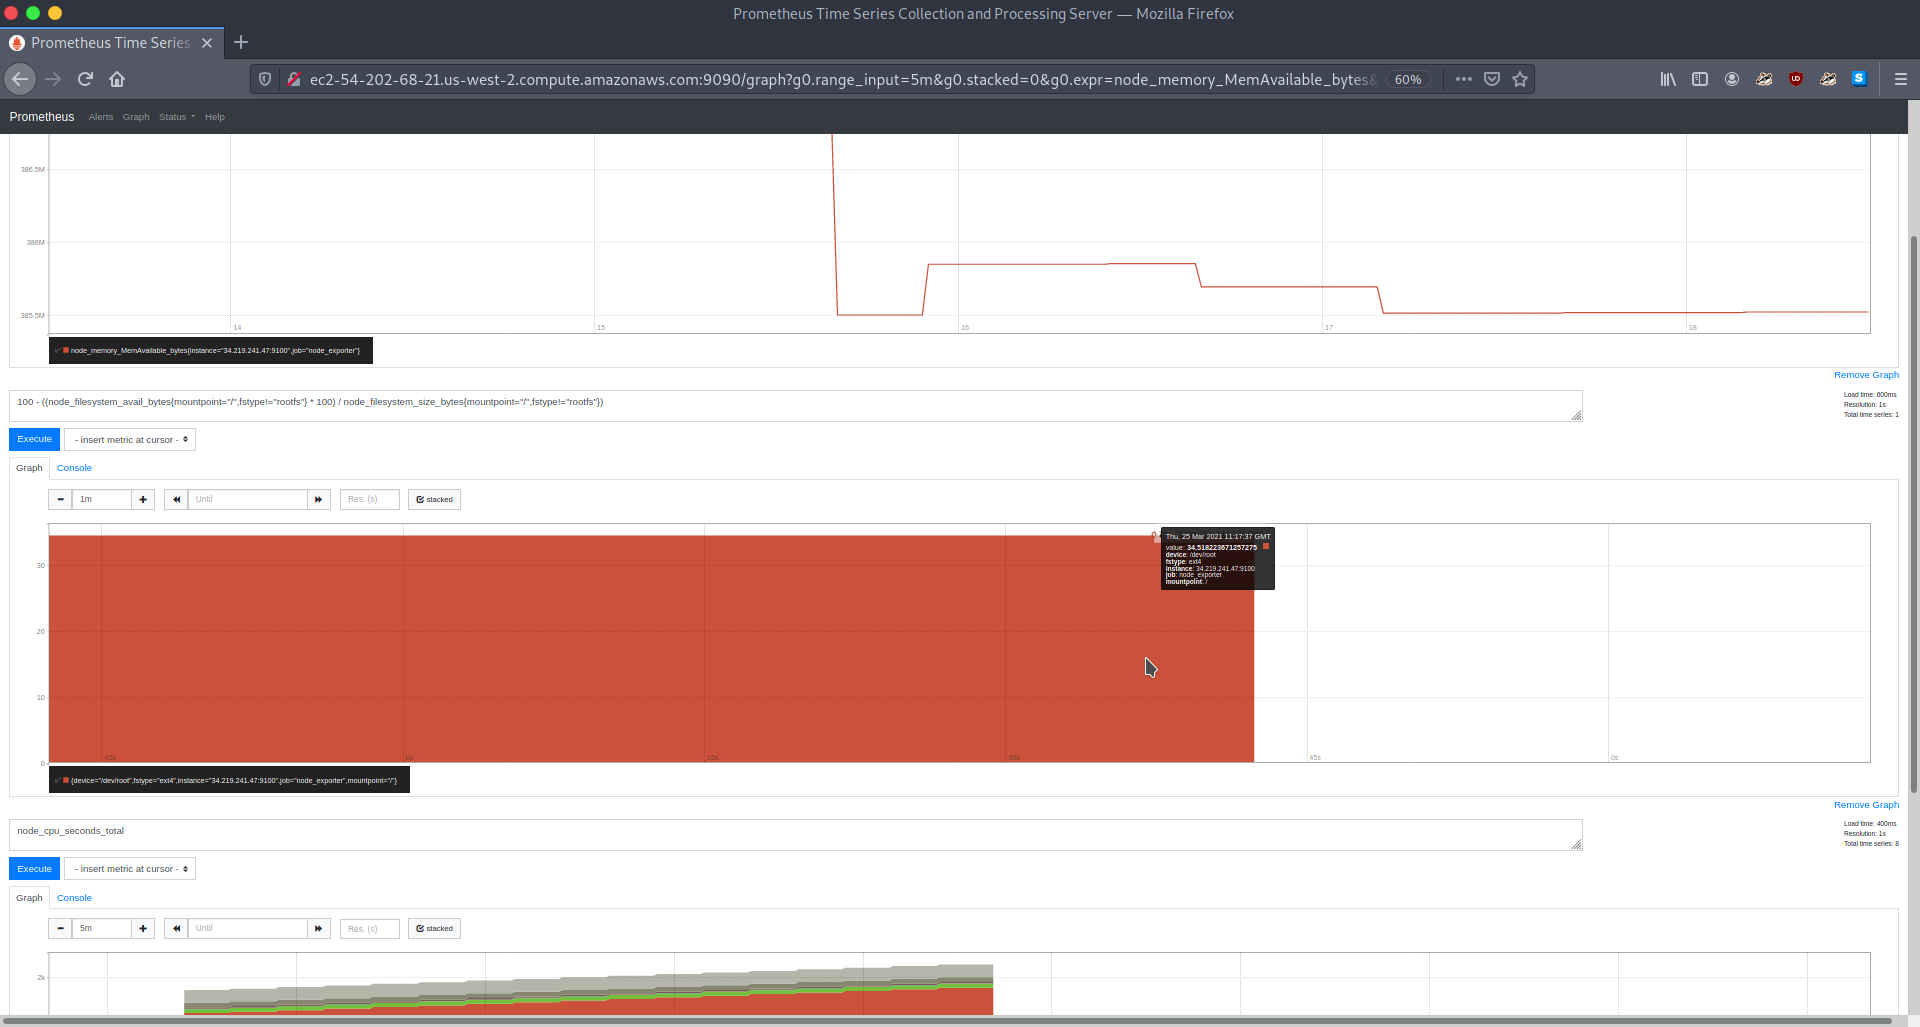 Prometheus Time Series Collection and Processing Server — Mozilla Firefox
Prometheus Time Series
ec2-54-202-68-21.us-west-2.compute.amazonaws.com:9090/graph?g0.range_input=5m&g0.stacked=0&g0.expr=node_memory_MemAvailable_bytes& 60%
Prometheus Alerts Graph Status Help
386.5M
386M
385.5M
14 15 16 17 18
node_memory_MemAvailable_bytes{instance="34.219.241.47:9100",job="node_exporter"}
Remove Graph
100 - ((node_filesystem_avail_bytes{mountpoint="/",fstype!="rootfs"} * 100) / node_filesystem_size_bytes{mountpoint="/",fstype!="rootfs"})
Load time: 600ms
Resolution: 1s
Total time series: 1
Execute - insert metric at cursor -
Graph Console
1m Until Res. (s) stacked
Thu, 25 Mar 2021 11:17:37 GMT
value: 34.518223671257275
device: /dev/root
fstype: ext4
instance: 34.219.241.47:9100
job: node_exporter
mountpoint: /
30
20
10
0
45s 0s 15s 30s 45s 0s
{device="/dev/root",fstype="ext4",instance="34.219.241.47:9100",job="node_exporter",mountpoint="/"}
Remove Graph
node_cpu_seconds_total
Load time: 400ms
Resolution: 1s
Total time series: 8
Execute - insert metric at cursor -
Graph Console
5m Until Res. (s) stacked
2k